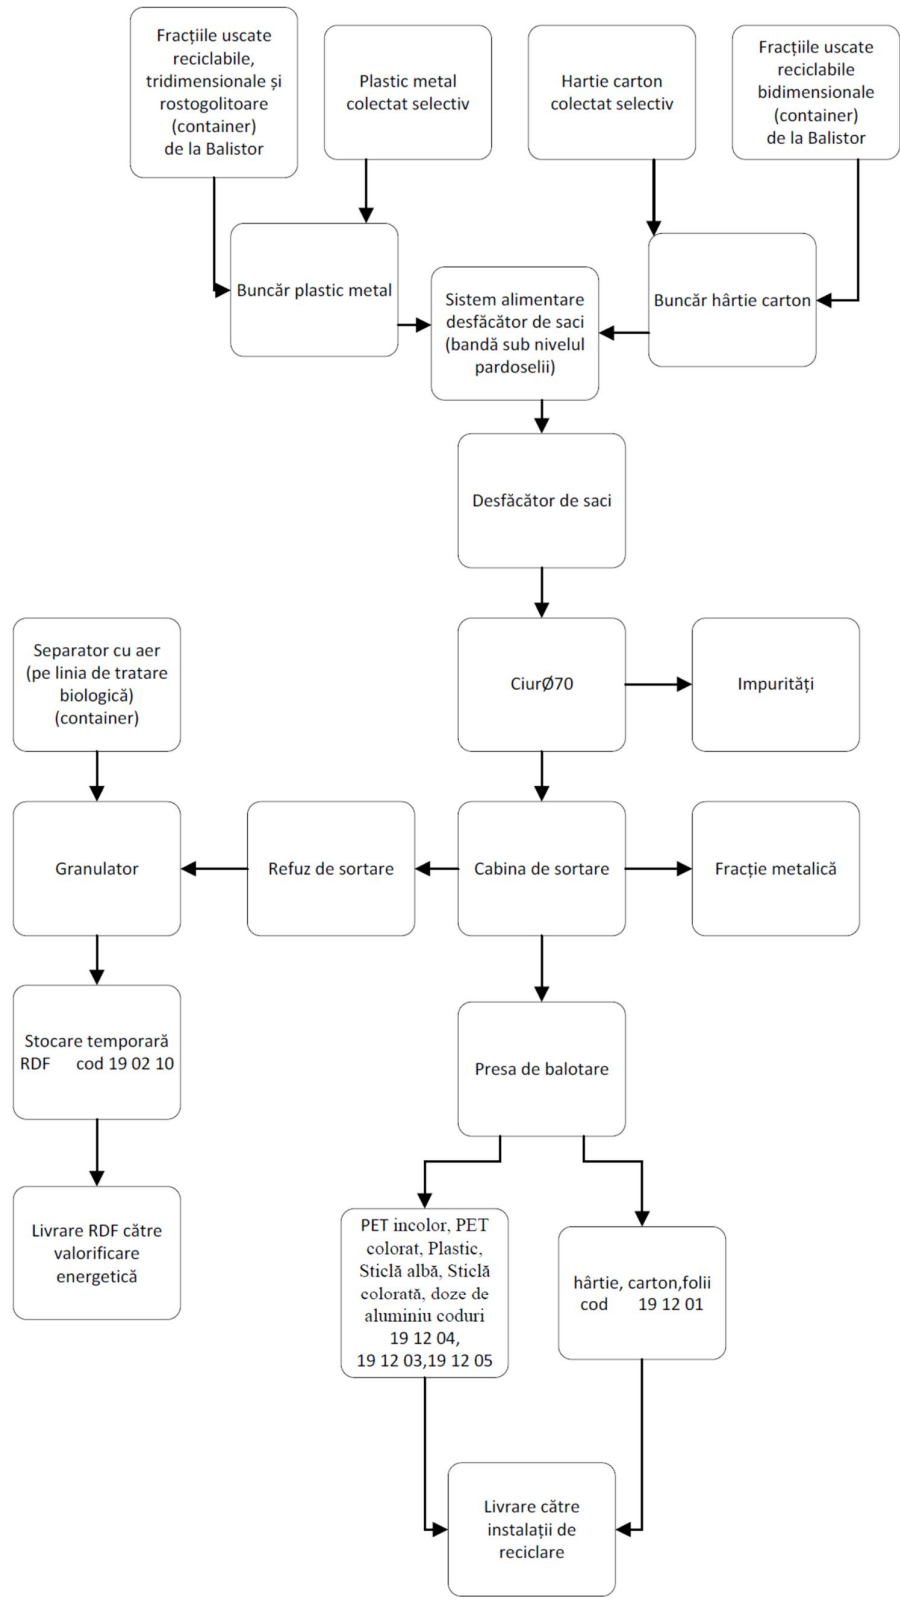 Fracțiile uscate
reciclabile,
tridimensionale și
rostogolitoare
(container)
de la Balistor
Plastic metal
colectat selectiv
Hartie carton
colectat selectiv
Fracțiile uscate
reciclabile
bidimensionale
(container)
de la Balistor
Buncăr plastic metal
Sistem alimentare
desfăcător de saci
(bandă sub nivelul
pardoselii)
Buncăr hârtie carton
Desfăcător de saci
Separator cu aer
(pe linia de tratare
biologică)
(container)
CiurØ70
Impurități
Granulator
Refuz de sortare
Cabina de sortare
Fracție metalică
Stocare temporară
RDF cod 19 02 10
Presa de balotare
Livrare RDF către
valorificare
energetică
PET incolor, PET
colorat, Plastic,
Sticlă albă, Sticlă
colorată, doze de
aluminiu coduri
19 12 04,
19 12 03,19 12 05
hârtie, carton,folii
cod 19 12 01
Livrare către
instalații de
reciclare